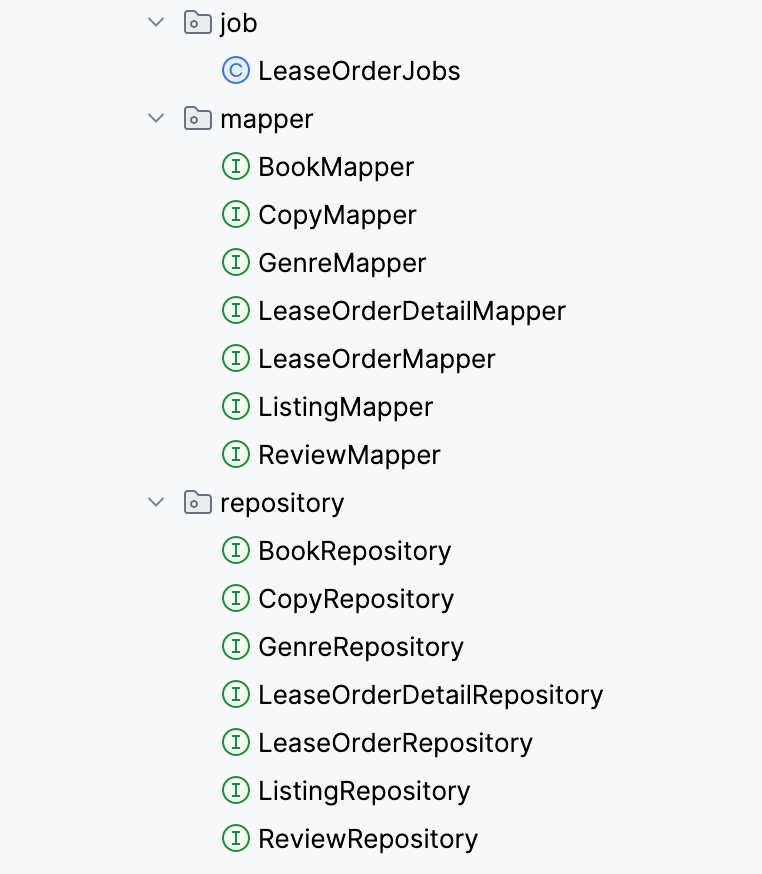 job
LeaseOrderJobs
mapper
BookMapper
CopyMapper
GenreMapper
LeaseOrderDetailMapper
LeaseOrderMapper
ListingMapper
ReviewMapper
repository
BookRepository
CopyRepository
GenreRepository
LeaseOrderDetailRepository
LeaseOrderRepository
ListingRepository
ReviewRepository